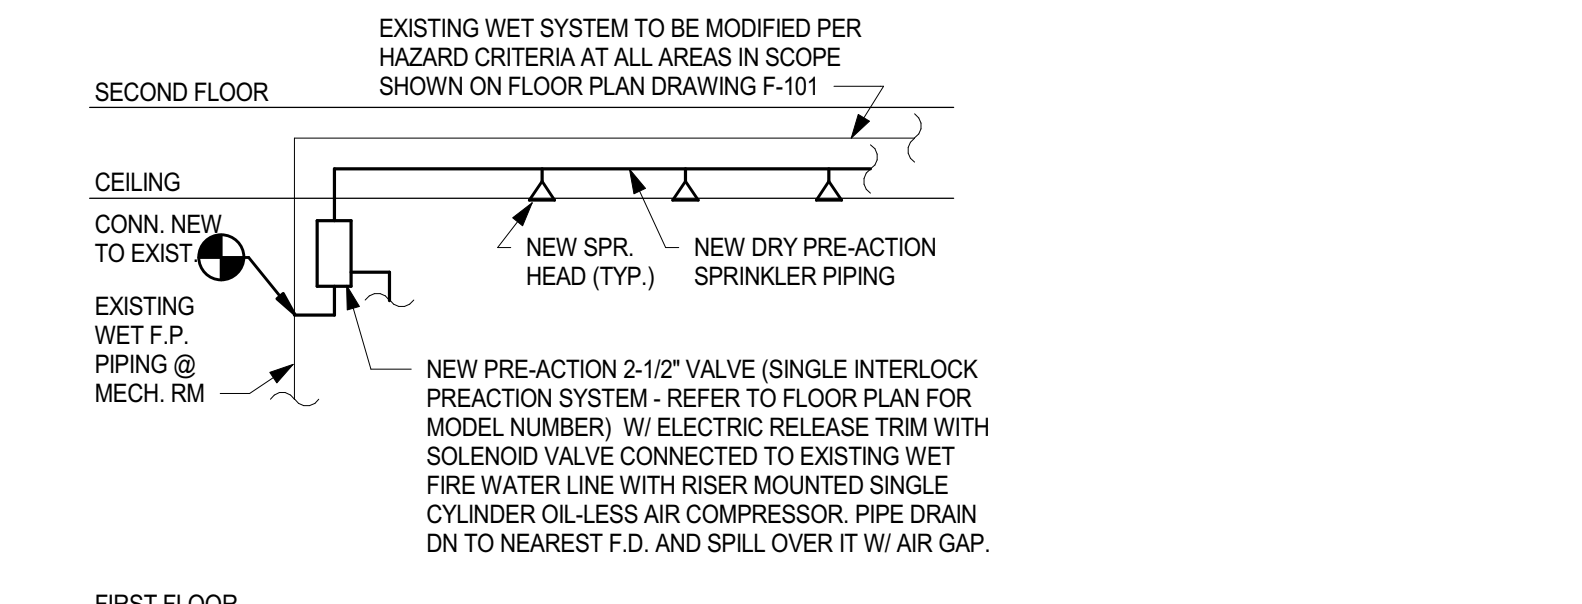 EXISTING WET SYSTEM TO BE MODIFIED PER
HAZARD CRITERIA AT ALL AREAS IN SCOPE
SHOWN ON FLOOR PLAN DRAWING F-101
SECOND FLOOR
CEILING
CONN. NEW
TO EXIST.
NEW SPR.
HEAD (TYP.)
NEW DRY PRE-ACTION
SPRINKLER PIPING
EXISTING
WET F.P.
PIPING @
MECH. RM
NEW PRE-ACTION 2-1/2" VALVE (SINGLE INTERLOCK
PREACTION SYSTEM - REFER TO FLOOR PLAN FOR
MODEL NUMBER) W/ ELECTRIC RELEASE TRIM WITH
SOLENOID VALVE CONNECTED TO EXISTING WET
FIRE WATER LINE WITH RISER MOUNTED SINGLE
CYLINDER OIL-LESS AIR COMPRESSOR. PIPE DRAIN
DN TO NEAREST F.D. AND SPILL OVER IT W/ AIR GAP.
FIRST FLOOR